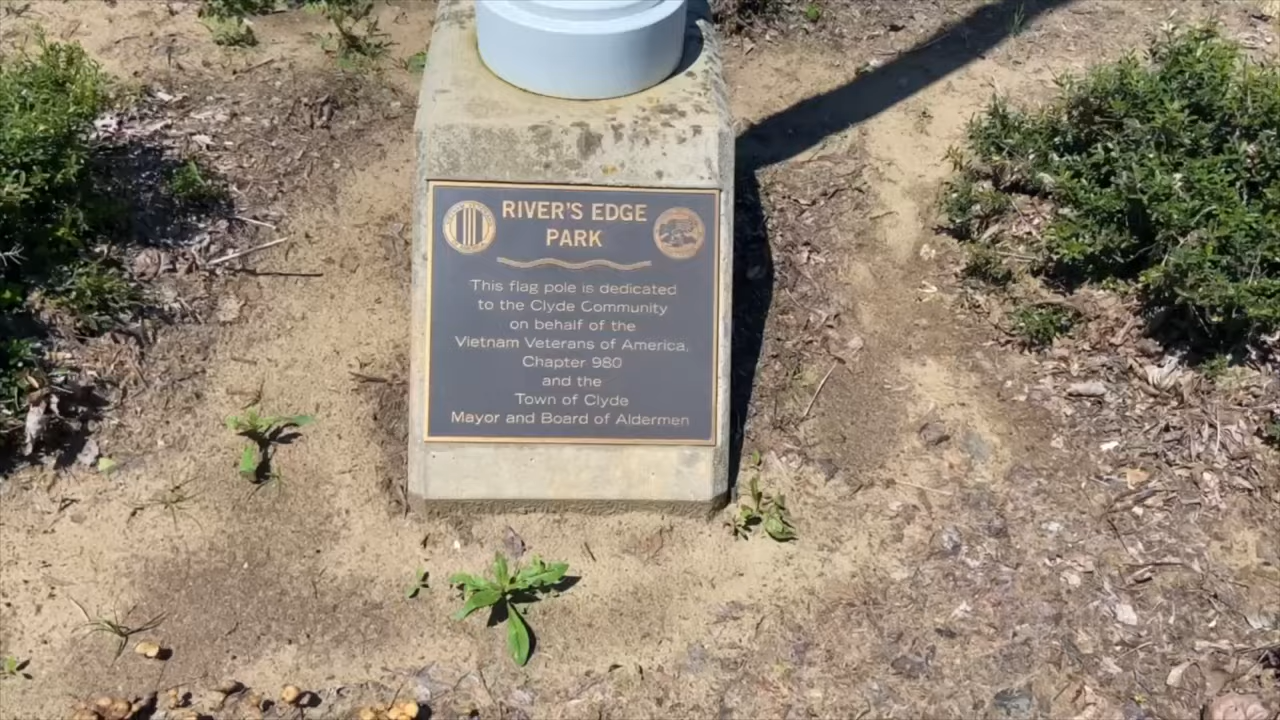 RIVER'S EDGE
PARK
This flag pole is dedicated
to the Clyde Community
on behalf of the
Vietnam Veterans of America,
Chapter 980
and the
Town of Clyde
Mayor and Board of Aldermen